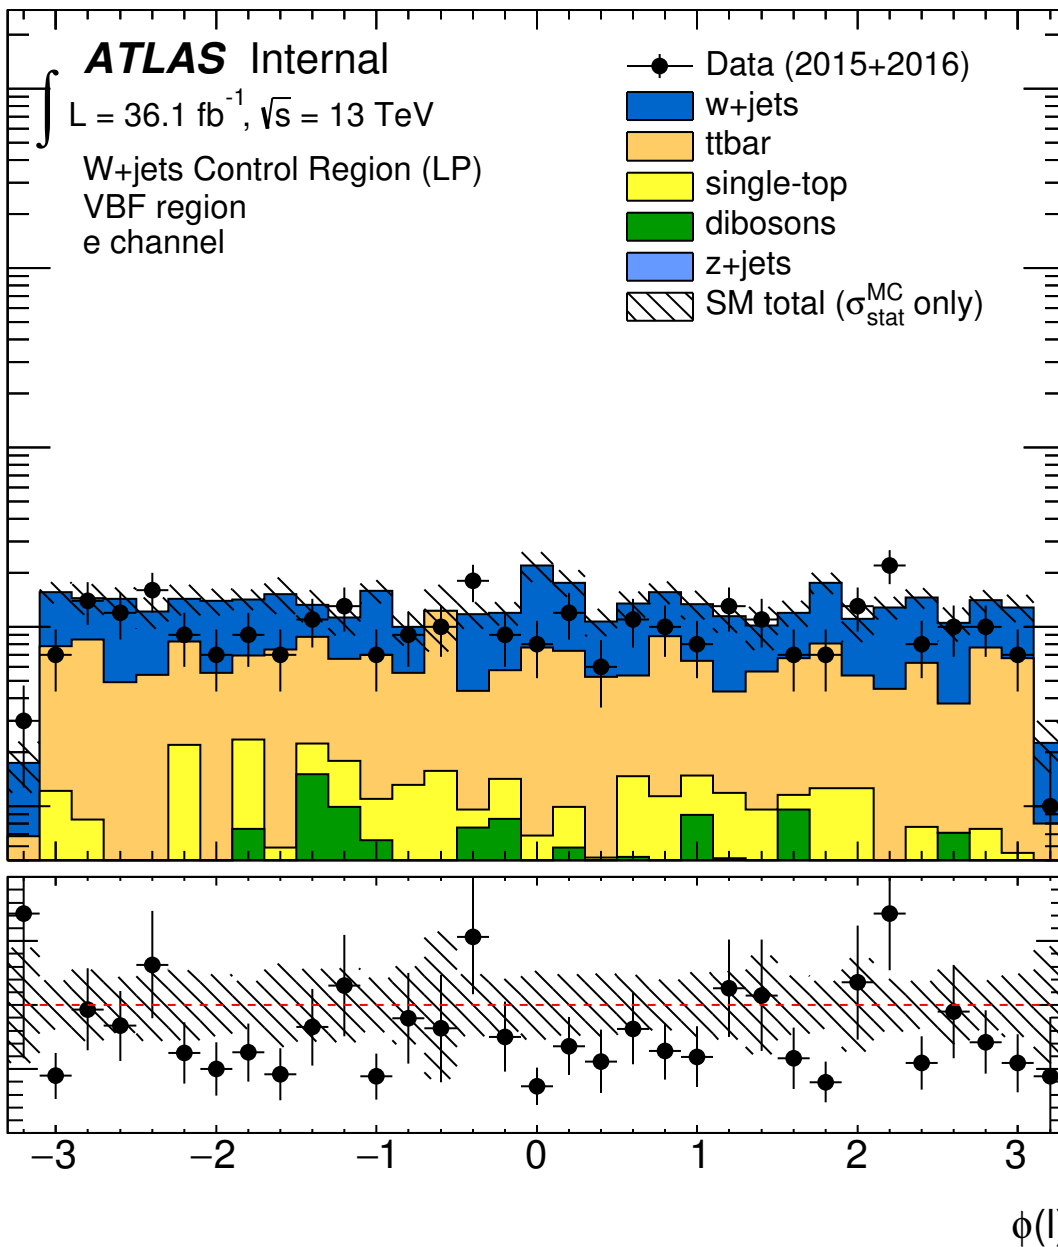 ATLAS Internal
∫ L = 36.1 fb⁻¹, √s = 13 TeV
W+jets Control Region (LP)
VBF region
e channel
Data (2015+2016)
w+jets
ttbar
single-top
dibosons
z+jets
SM total (σ^MC_stat only)
−3 −2 −1 0 1 2 3
ϕ(l)